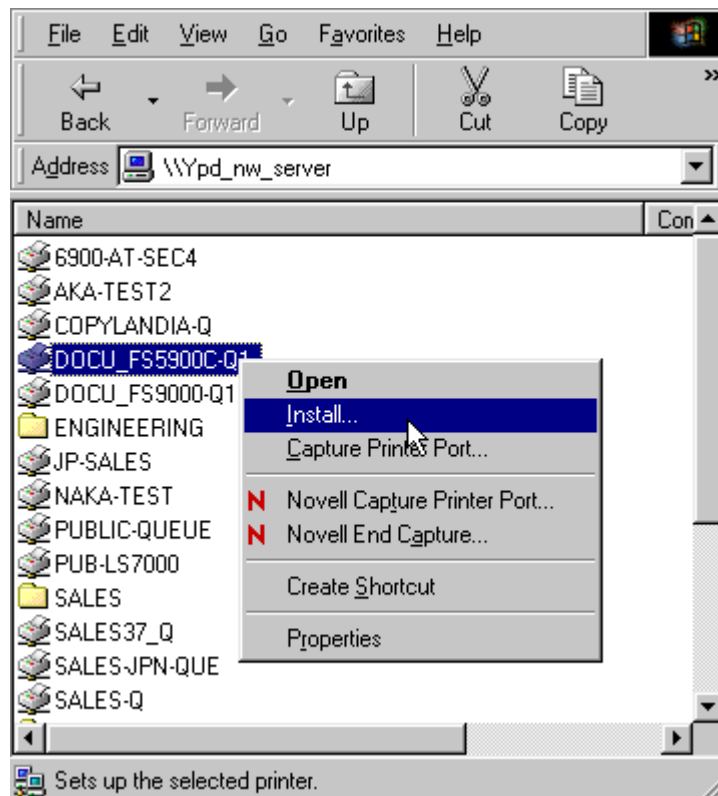 File Edit View Go Favorites Help
Back Forward Up Cut Copy »
Address \\Ypd_nw_server
Name Con
6900-AT-SEC4
AKA-TEST2
COPYLANDIA-Q
DOCU_FS5900C-Q1
DOCU_FS9000-Q1
ENGINEERING
JP-SALES
NAKA-TEST
PUBLIC-QUEUE
PUB-LS7000
SALES
SALES37_Q
SALES-JPN-QUE
SALES-Q
Open
Install...
Capture Printer Port...
N Novell Capture Printer Port...
N Novell End Capture...
Create Shortcut
Properties
Sets up the selected printer.